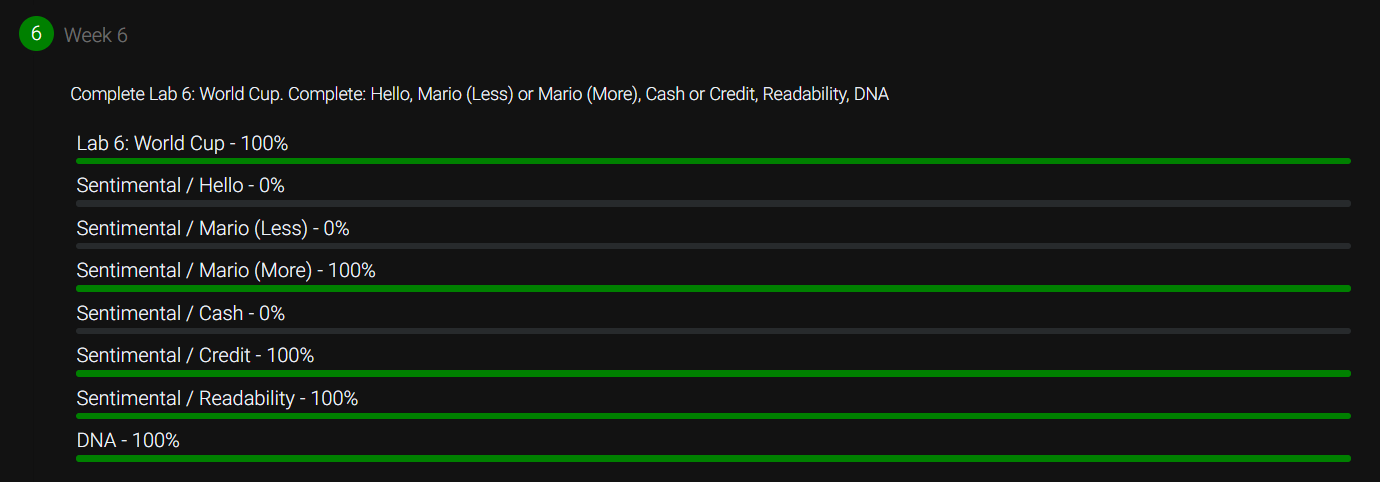 6 Week 6
Complete Lab 6: World Cup. Complete: Hello, Mario (Less) or Mario (More), Cash or Credit, Readability, DNA
Lab 6: World Cup - 100%
Sentimental / Hello - 0%
Sentimental / Mario (Less) - 0%
Sentimental / Mario (More) - 100%
Sentimental / Cash - 0%
Sentimental / Credit - 100%
Sentimental / Readability - 100%
DNA - 100%